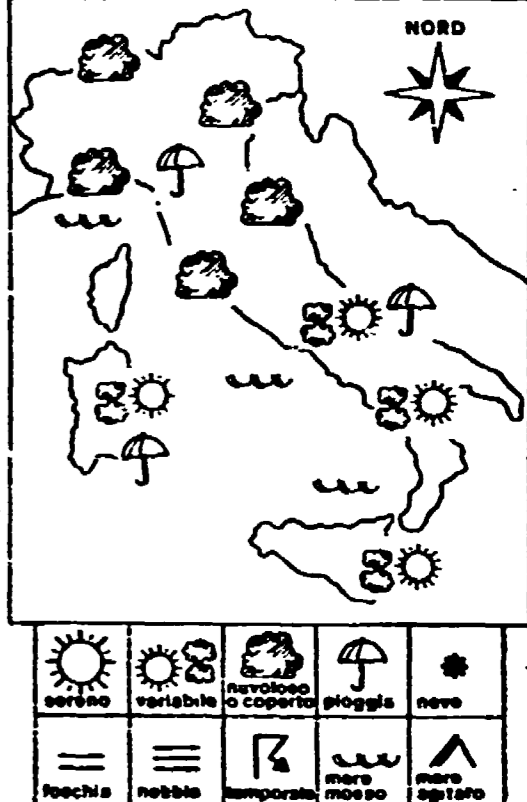 NORD
sereno
variabile
nuvoloso
o coperto
pioggia
neve
foschia
nebbia
temporale
mare
mosso
mare
agitato